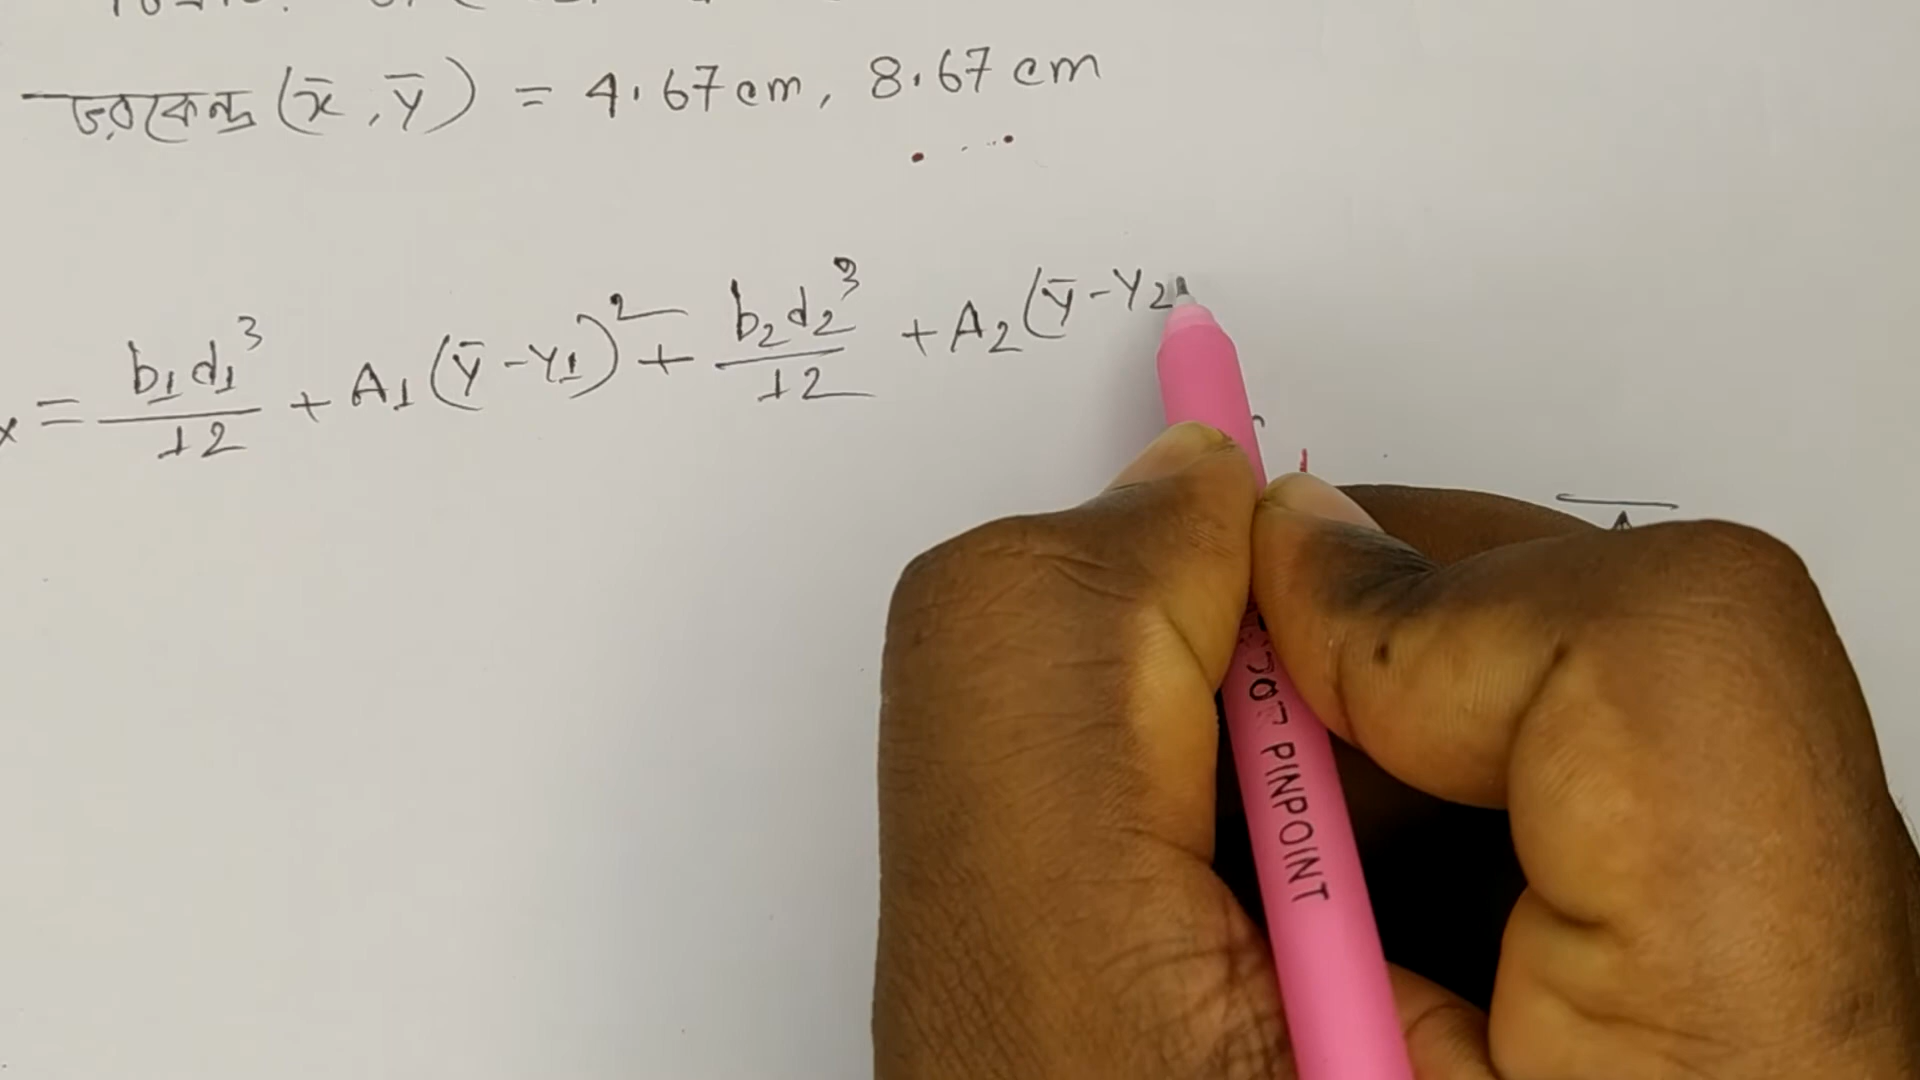 ভরকেন্দ্র (x̄, ȳ) = 4.67 cm, 8.67 cm
x = b₁d₁³/12 + A₁(ȳ - y₁)² + b₂d₂³/12 + A₂(ȳ - y₂
PINPOINT